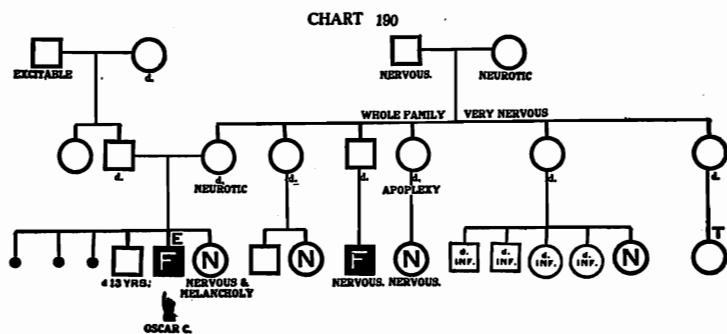 CHART 190
EXCITABLE
d.
NERVOUS.
NEUROTIC
WHOLE FAMILY VERY NERVOUS
d.
d.
NEUROTIC
d.
d.
d.
APOPLEXY
d.
d.
d 13 YRS.
E
F
N
NERVOUS &
MELANCHOLY
OSCAR C.
N
F
NERVOUS.
N
NERVOUS.
d.
INF.
d.
INF.
d.
INF.
d.
INF.
N
T